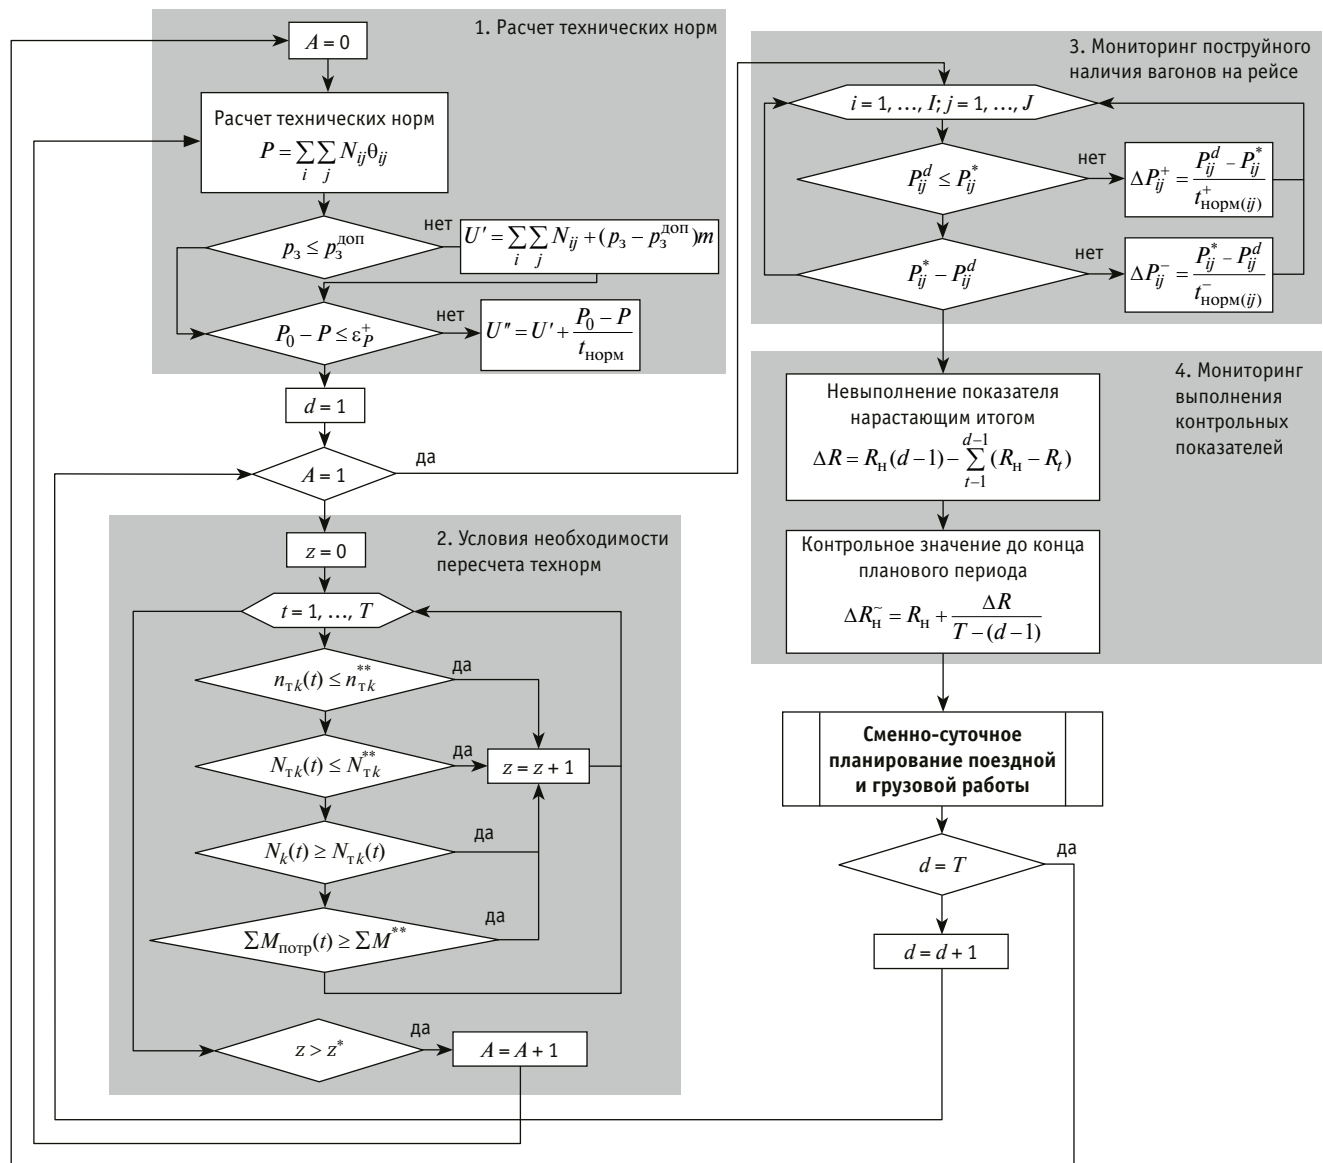 1. Расчет технических норм
A = 0
Расчет технических норм
P = ∑_i ∑_j N_ij θ_ij
p_з ≤ p_з^доп
нет
U′ = ∑_i ∑_j N_ij + (p_з – p_з^доп)m
P_0 – P ≤ ε_P^+
нет
U″ = U′ + (P_0 – P) / t_норм
d = 1
A = 1
да
2. Условия необходимости
пересчета технорм
z = 0
t = 1, …, T
n_тk(t) ≤ n_тk^**
да
N_тk(t) ≤ N_тk^**
да
z = z + 1
N_k(t) ≥ N_тk(t)
да
∑M_потр(t) ≥ ∑M^**
да
z > z^*
да
A = A + 1
3. Мониторинг поструйного
наличия вагонов на рейсе
i = 1, …, I; j = 1, …, J
P_ij^d ≤ P_ij^*
нет
ΔP_ij^+ = (P_ij^d – P_ij^*) / t_норм(ij)^+
P_ij^* – P_ij^d
нет
ΔP_ij^– = (P_ij^* – P_ij^d) / t_норм(ij)^–
4. Мониторинг
выполнения
контрольных
показателей
Невыполнение показателя
нарастающим итогом
ΔR = R_н(d – 1) – ∑_{t–1}^{d–1} (R_н – R_t)
Контрольное значение до конца
планового периода
ΔR_н^~ = R_н + ΔR / (T – (d – 1))
Сменно-суточное
планирование поездной
и грузовой работы
d = T
да
d = d + 1